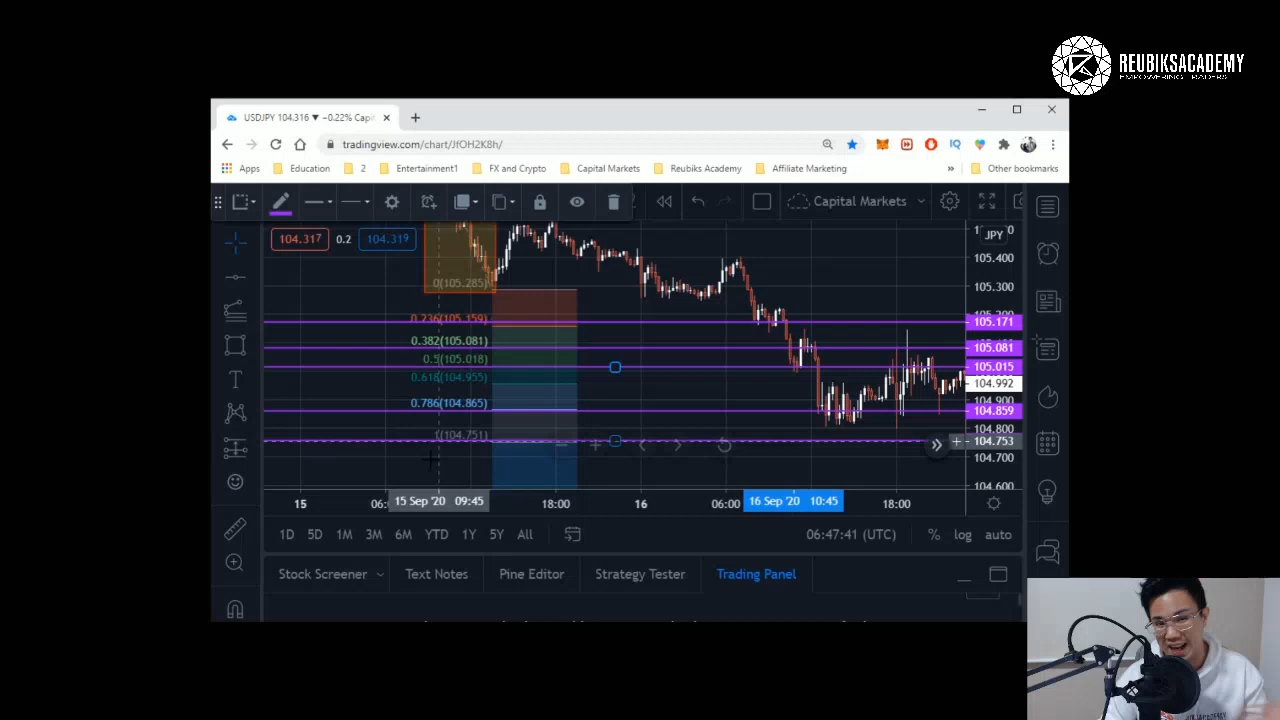 REUBIKSACADEMY
EMPOWERING TRADERS
USDJPY 104.316 ▼ −0.22% Capit
tradingview.com/chart/JfOH2K8h/
Apps Education 2 Entertainment1 FX and Crypto Capital Markets Reubiks Academy Affiliate Marketing » Other bookmarks
Capital Markets
104.317 0.2 104.319
JPY
105.400
0(105.285)
105.300
0.236(105.159)
105.171
0.382(105.081)
105.081
0.5(105.018)
105.015
0.618(104.955)
104.992
0.786(104.865)
104.900
104.859
104.800
1(104.751)
104.753
104.700
104.600
15 06: 15 Sep '20 09:45 18:00 16 06:00 16 Sep '20 10:45 18:00
1D 5D 1M 3M 6M YTD 1Y 5Y All 06:47:41 (UTC) % log auto
Stock Screener Text Notes Pine Editor Strategy Tester Trading Panel